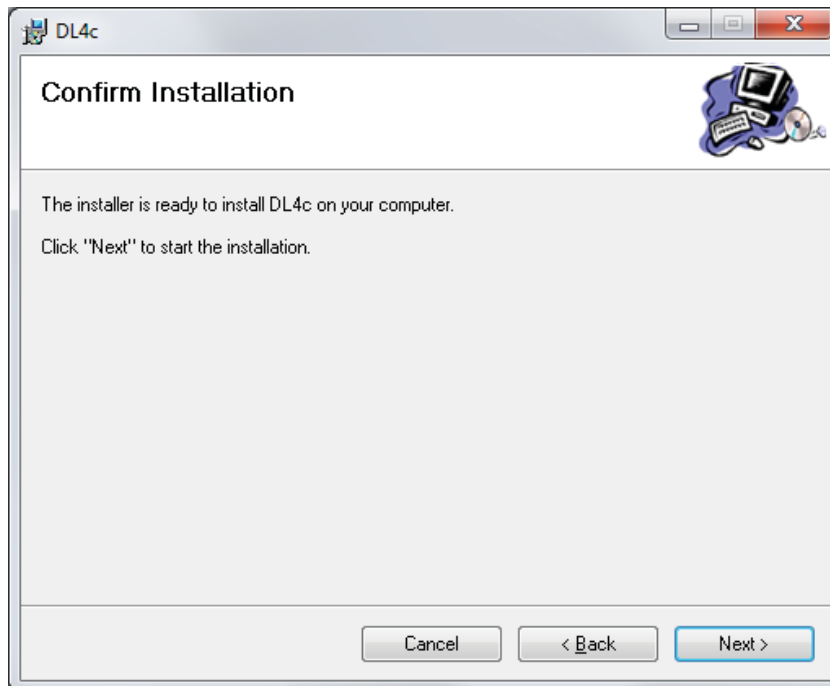 DL4c
Confirm Installation
The installer is ready to install DL4c on your computer.
Click "Next" to start the installation.
Cancel
< Back
Next >